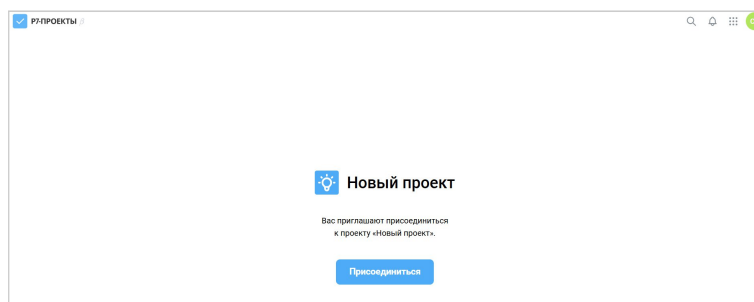 Р7-ПРОЕКТЫ β
Новый проект
Вас приглашают присоединиться
к проекту «Новый проект».
Присоединиться